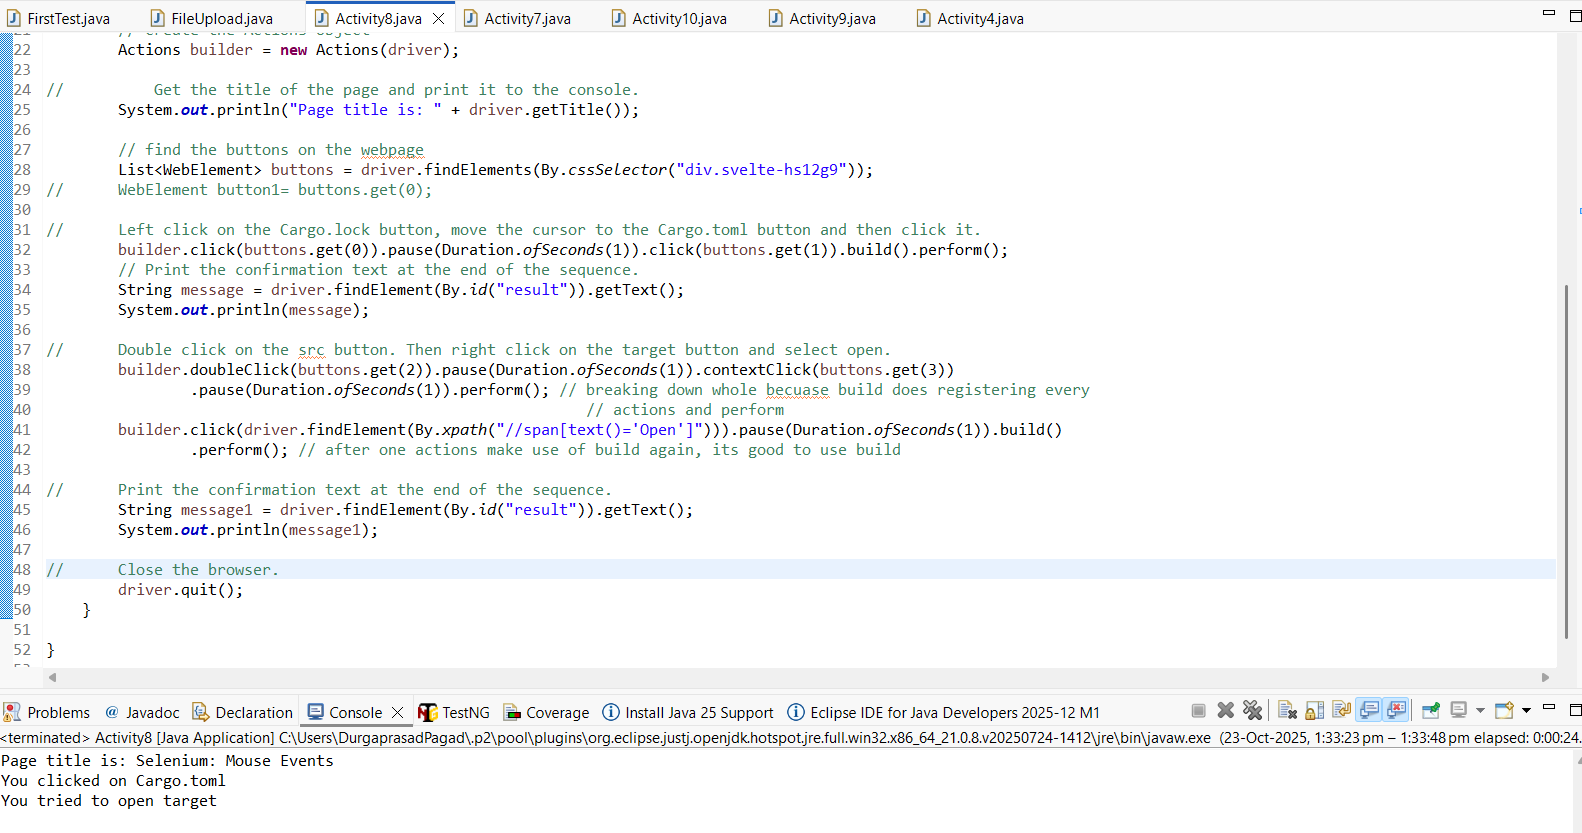 FirstTest.java FileUpload.java Activity8.java Activity7.java Activity10.java Activity9.java Activity4.java
21 // Create the Actions object
22 Actions builder = new Actions(driver);
23
24 // Get the title of the page and print it to the console.
25 System.out.println("Page title is: " + driver.getTitle());
26
27 // find the buttons on the webpage
28 List<WebElement> buttons = driver.findElements(By.cssSelector("div.svelte-hs12g9"));
29 // WebElement button1= buttons.get(0);
30
31 // Left click on the Cargo.lock button, move the cursor to the Cargo.toml button and then click it.
32 builder.click(buttons.get(0)).pause(Duration.ofSeconds(1)).click(buttons.get(1)).build().perform();
33 // Print the confirmation text at the end of the sequence.
34 String message = driver.findElement(By.id("result")).getText();
35 System.out.println(message);
36
37 // Double click on the src button. Then right click on the target button and select open.
38 builder.doubleClick(buttons.get(2)).pause(Duration.ofSeconds(1)).contextClick(buttons.get(3))
39 .pause(Duration.ofSeconds(1)).perform(); // breaking down whole becuase build does registering every
40 // actions and perform
41 builder.click(driver.findElement(By.xpath("//span[text()='Open']"))).pause(Duration.ofSeconds(1)).build()
42 .perform(); // after one actions make use of build again, its good to use build
43
44 // Print the confirmation text at the end of the sequence.
45 String message1 = driver.findElement(By.id("result")).getText();
46 System.out.println(message1);
47
48 // Close the browser.
49 driver.quit();
50 }
51
52 }
53
Problems @ Javadoc Declaration Console TestNG Coverage Install Java 25 Support Eclipse IDE for Java Developers 2025-12 M1
<terminated> Activity8 [Java Application] C:\Users\DurgaprasadPagad\.p2\pool\plugins\org.eclipse.justj.openjdk.hotspot.jre.full.win32.x86_64_21.0.8.v20250724-1412\jre\bin\javaw.exe (23-Oct-2025, 1:33:23 pm – 1:33:48 pm elapsed: 0:00:24.
Page title is: Selenium: Mouse Events
You clicked on Cargo.toml
You tried to open target